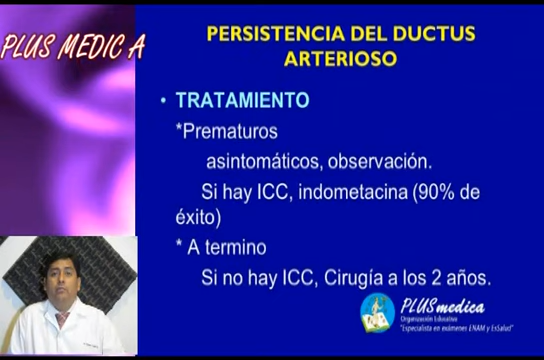 PLUS MEDIC A
PERSISTENCIA DEL DUCTUS
ARTERIOSO
• TRATAMIENTO
*Prematuros
asintomáticos, observación.
Si hay ICC, indometacina (90% de
éxito)
* A termino
Si no hay ICC, Cirugía a los 2 años.
PLUSmedica
Organización Educativa
"Especialista en exámenes ENAM y EsSalud"